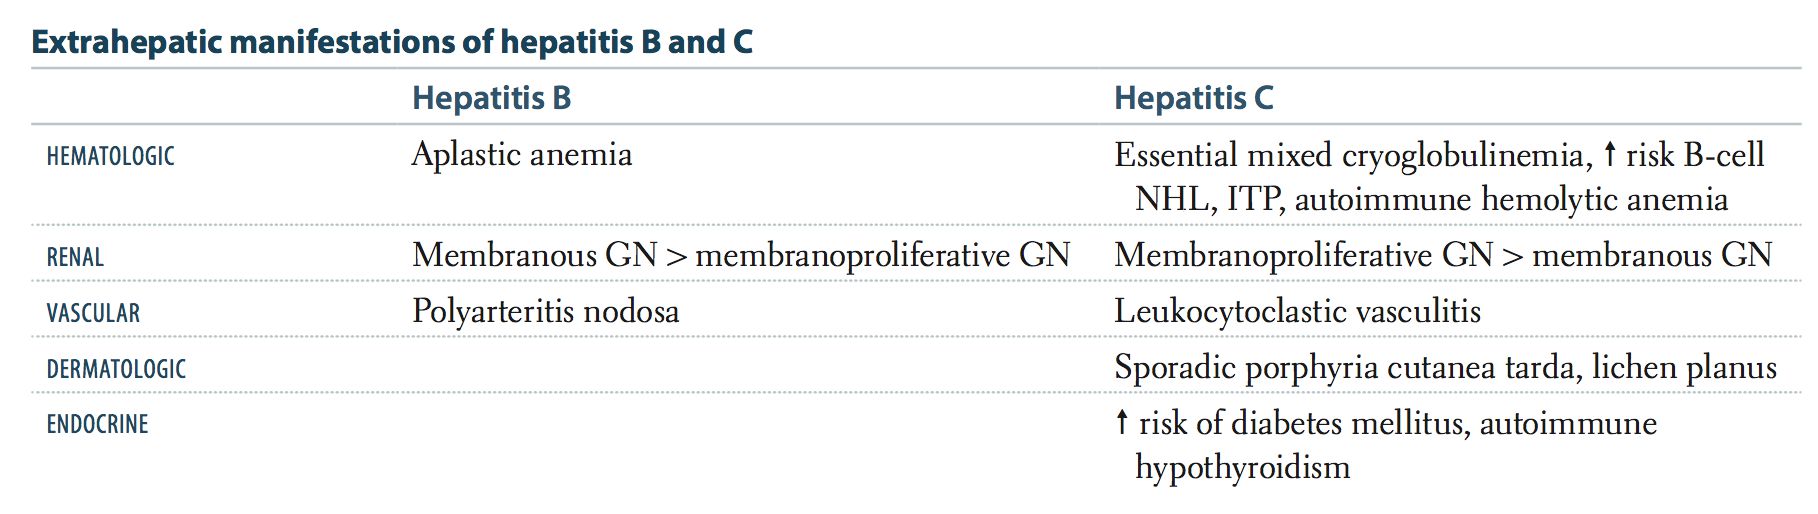 Extrahepatic manifestations of hepatitis B and C
Hepatitis B Hepatitis C
HEMATOLOGIC Aplastic anemia Essential mixed cryoglobulinemia, ↑ risk B-cell
NHL, ITP, autoimmune hemolytic anemia
RENAL Membranous GN > membranoproliferative GN Membranoproliferative GN > membranous GN
VASCULAR Polyarteritis nodosa Leukocytoclastic vasculitis
DERMATOLOGIC Sporadic porphyria cutanea tarda, lichen planus
ENDOCRINE ↑ risk of diabetes mellitus, autoimmune
hypothyroidism